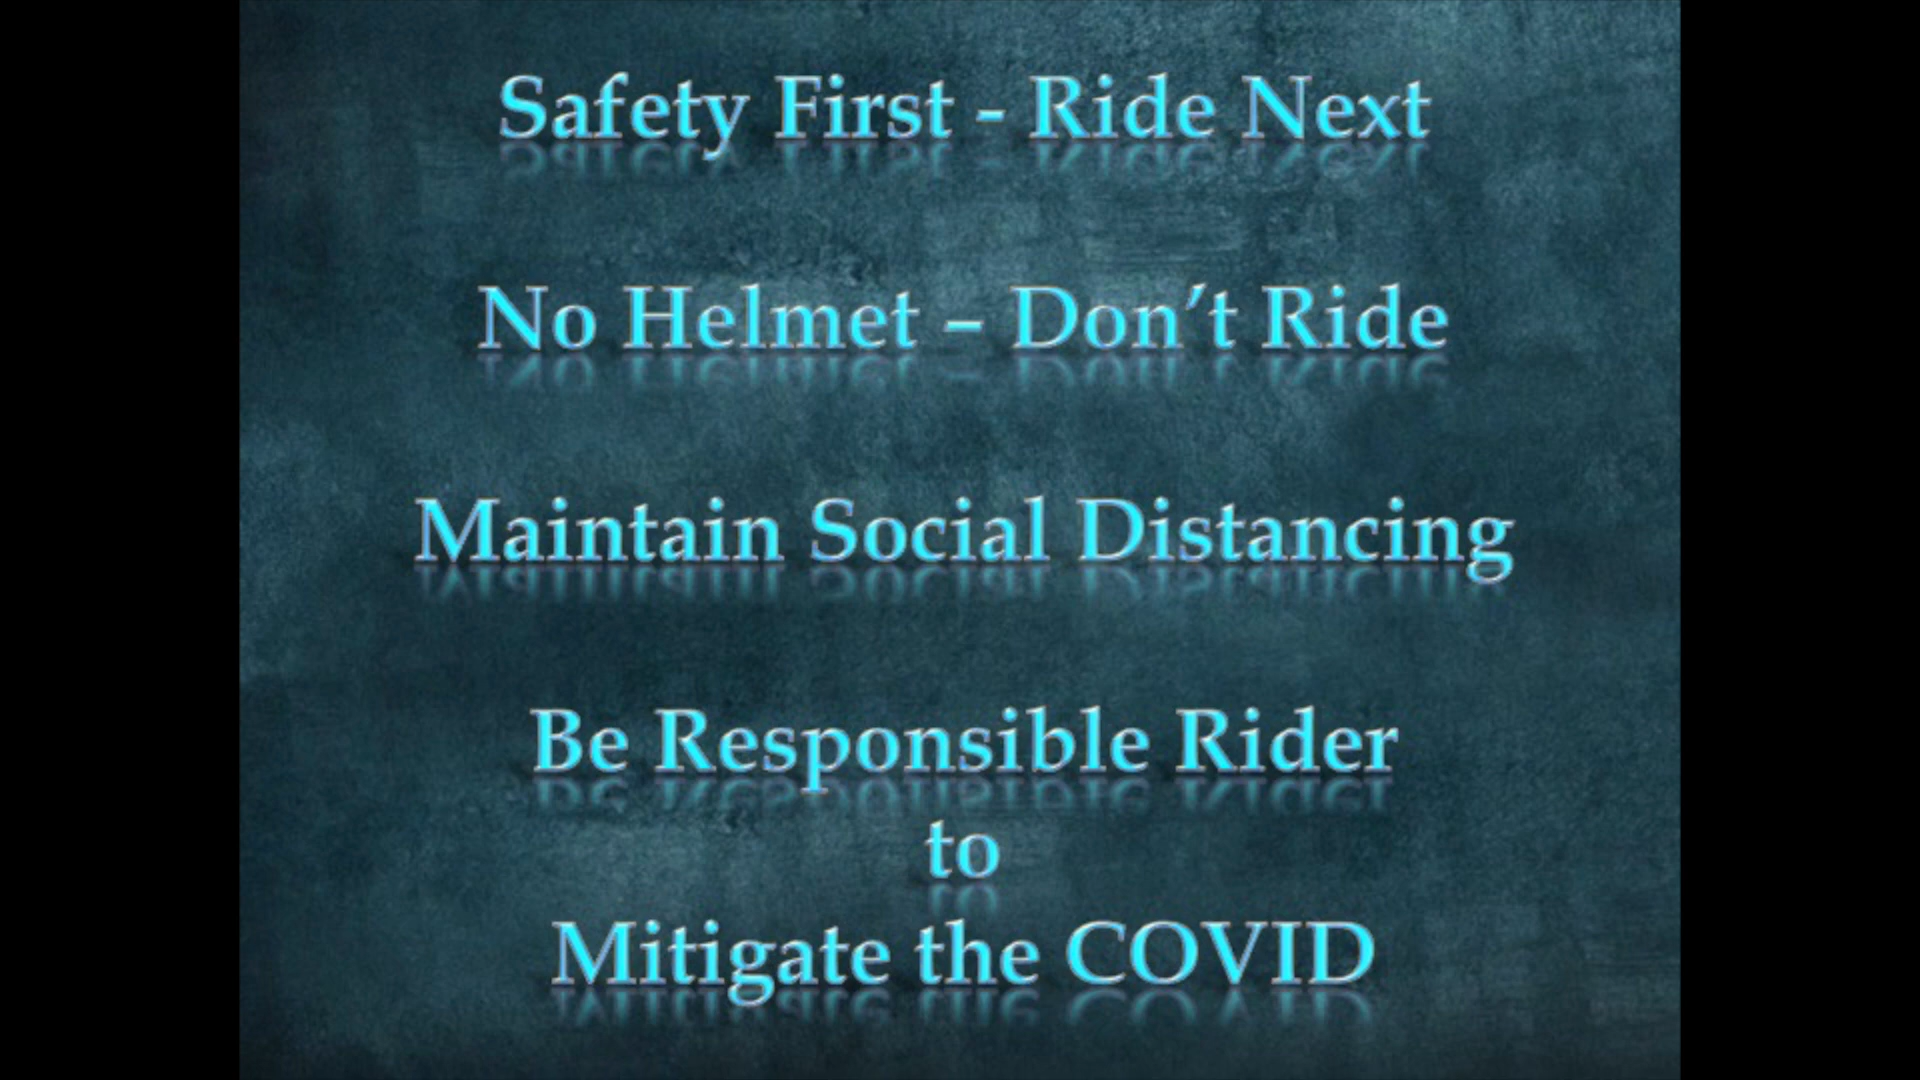 Safety First - Ride Next
No Helmet – Don’t Ride
Maintain Social Distancing
Be Responsible Rider
to
Mitigate the COVID